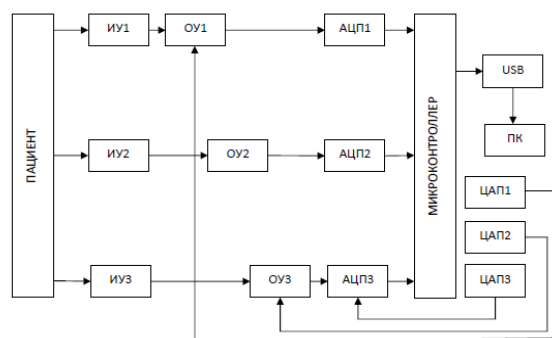 ПАЦИЕНТ
ИУ1
ОУ1
АЦП1
ИУ2
ОУ2
АЦП2
ИУ3
ОУ3
АЦП3
МИКРОКОНТРОЛЛЕР
USB
ПК
ЦАП1
ЦАП2
ЦАП3